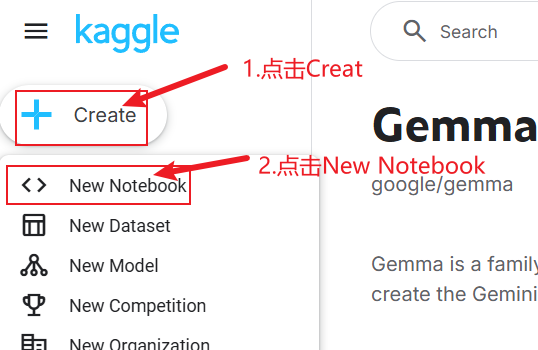 kaggle
Search
1.点击Creat
Create
Gemma
2.点击New Notebook
New Notebook
google/gemma
New Dataset
New Model
Gemma is a family
create the Gemini
New Competition
New Organization